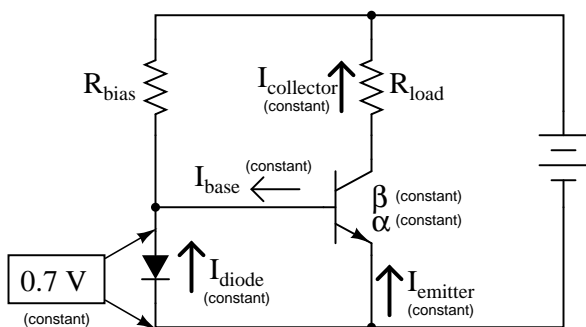 R_bias
I_collector
(constant)
R_load
I_base (constant)
β (constant)
α (constant)
0.7 V
(constant)
I_diode
(constant)
I_emitter
(constant)